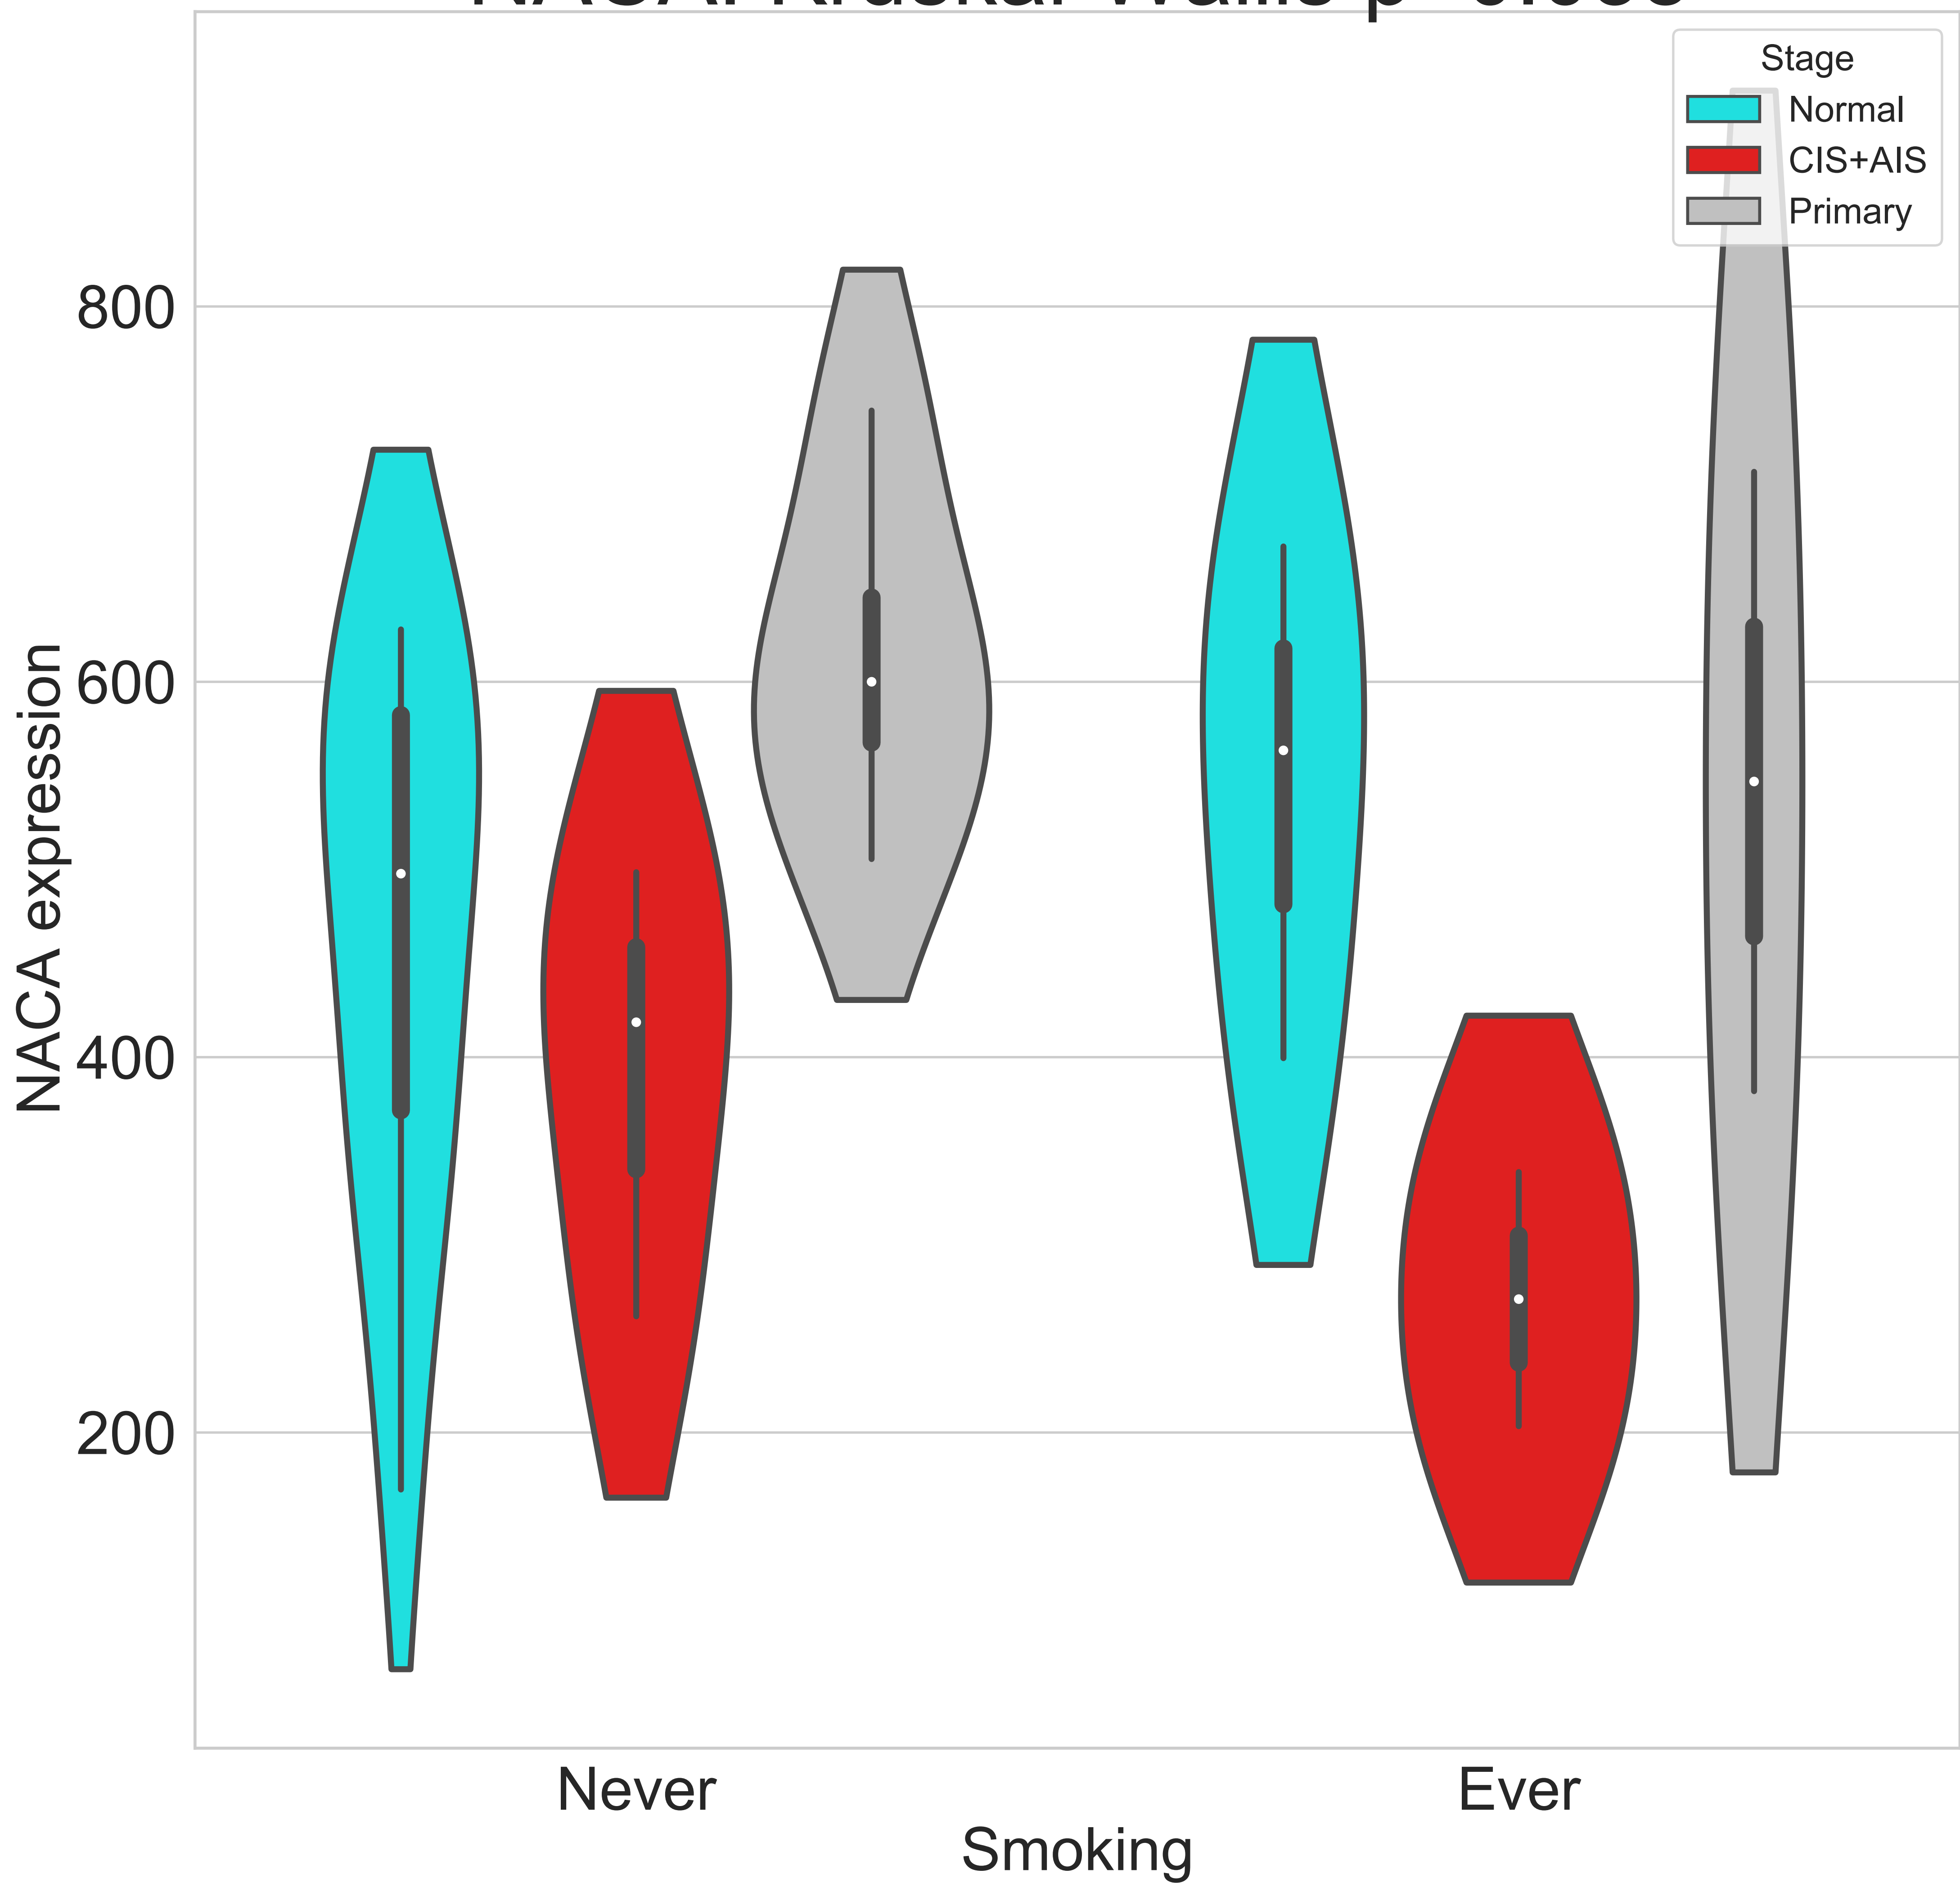 Stage
Normal
CIS+AIS
Primary
800
600
400
200
NACA expression
Never Ever
Smoking